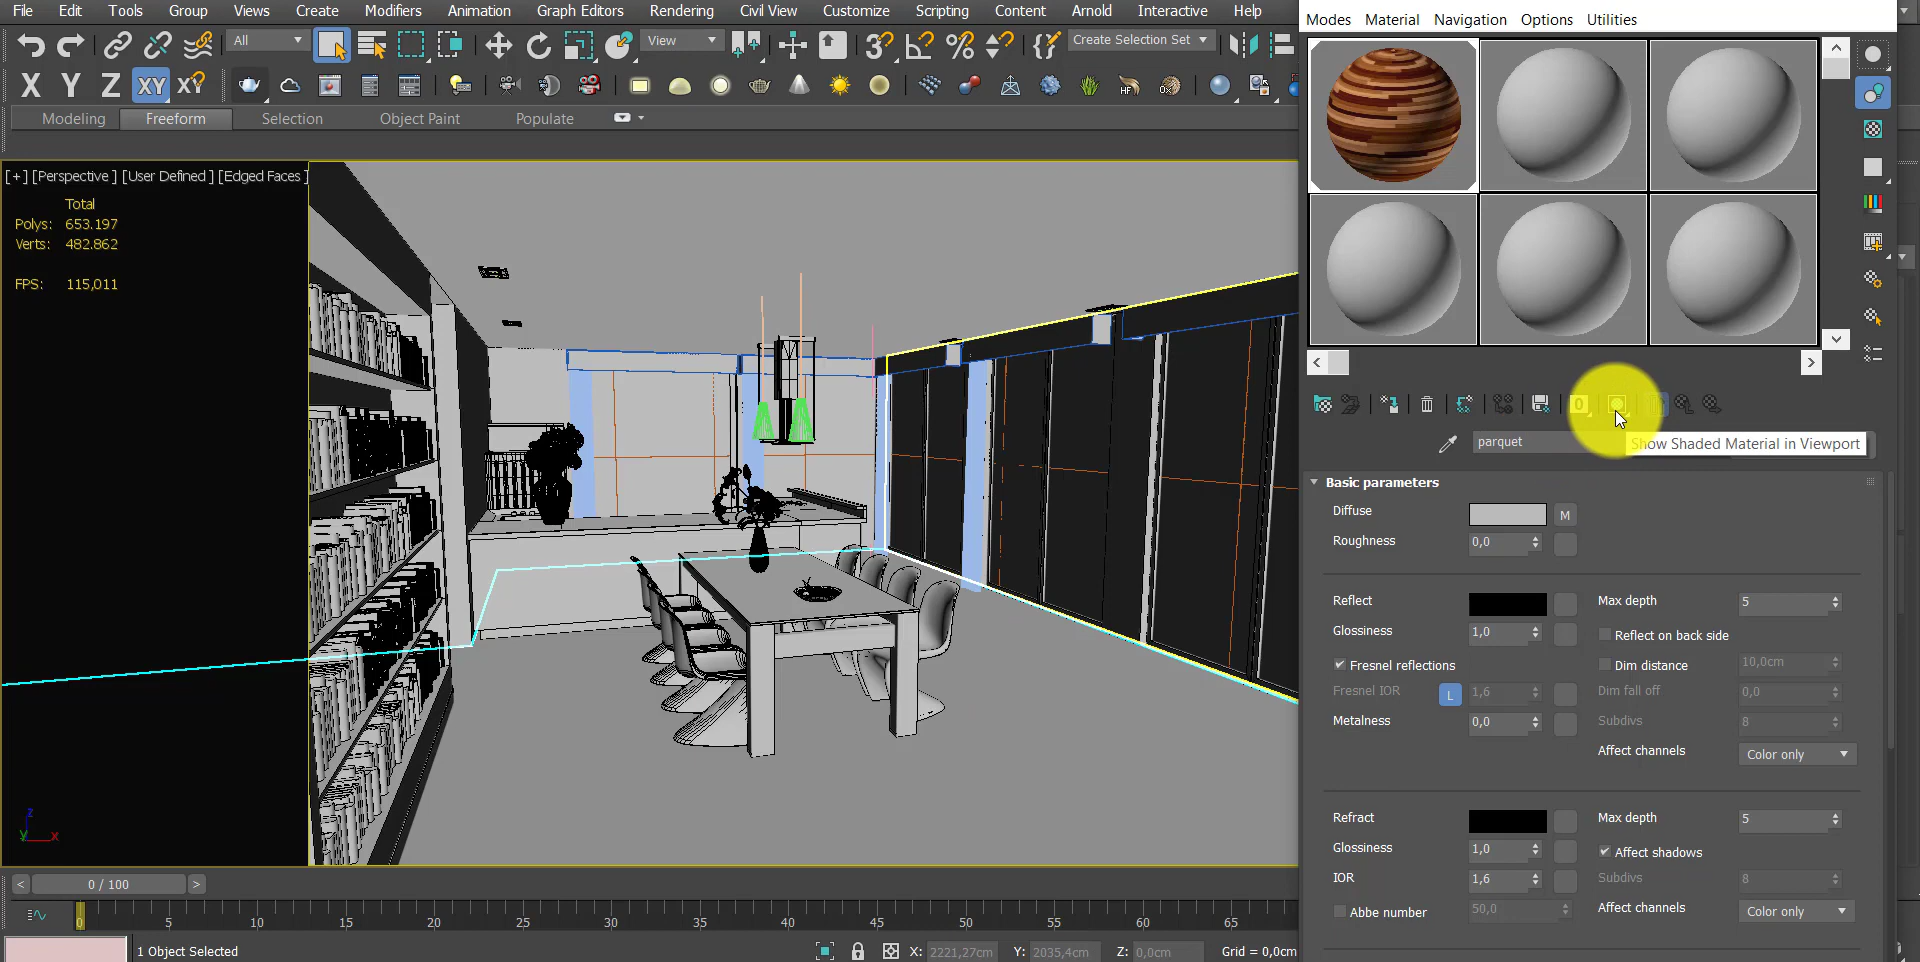 File Edit Tools Group Views Create Modifiers Animation Graph Editors Rendering Civil View Customize Scripting Content Arnold Interactive Help
Modes Material Navigation Options Utilities
All View 3 Create Selection Set
X Y Z XY XY HF
Modeling Freeform Selection Object Paint Populate
[+] [Perspective ] [User Defined ] [Edged Faces ]
Total
Polys: 653.197
Verts: 482.862
FPS: 115,011
0
parquet
Show Shaded Material in Viewport
Basic parameters
Diffuse M
Roughness 0,0
Reflect Max depth 5
Glossiness 1,0 Reflect on back side
Fresnel reflections Dim distance 10,0cm
Fresnel IOR L 1,6 Dim fall off 0,0
Metalness 0,0 Subdivs 8
Affect channels Color only
Refract Max depth 5
Glossiness 1,0 Affect shadows
IOR 1,6 Subdivs 8
Abbe number 50,0 Affect channels Color only
z
y x
< 0 / 100 >
0 5 10 15 20 25 30 35 40 45 50 55 60 65
1 Object Selected X: 2221,27cm Y: 2035,4cm Z: 0,0cm Grid = 0,0cm